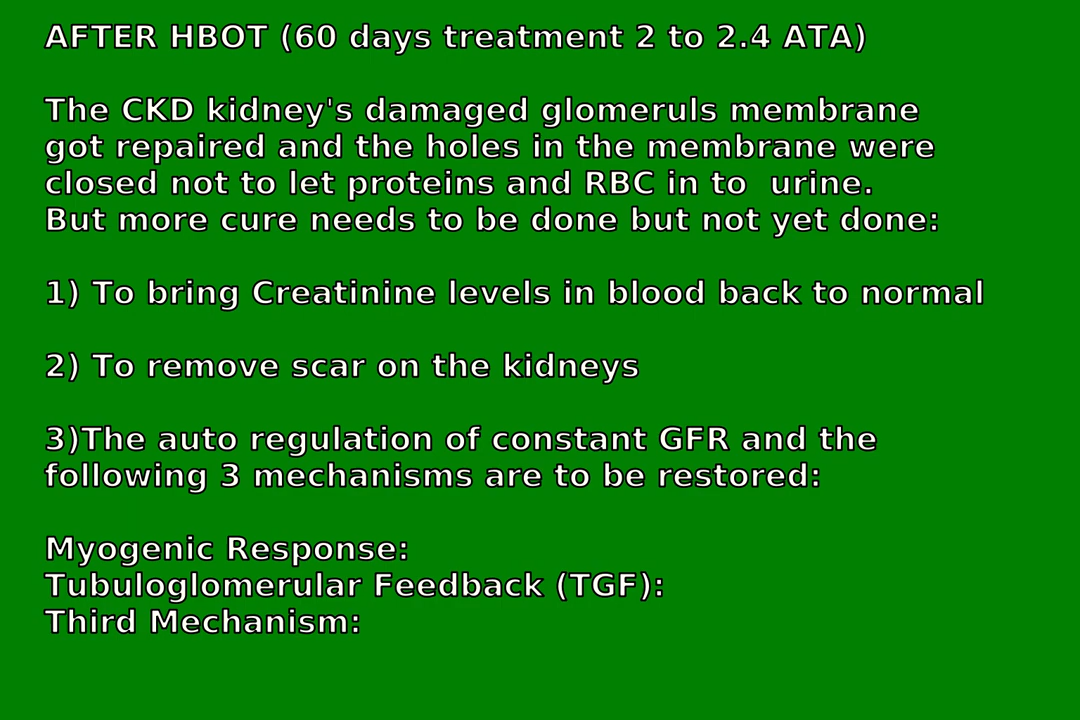 AFTER HBOT (60 days treatment 2 to 2.4 ATA)
The CKD kidney's damaged glomeruls membrane
got repaired and the holes in the membrane were
closed not to let proteins and RBC in to  urine.
But more cure needs to be done but not yet done:
1) To bring Creatinine levels in blood back to normal
2) To remove scar on the kidneys
3)The auto regulation of constant GFR and the
following 3 mechanisms are to be restored:
Myogenic Response:
Tubuloglomerular Feedback (TGF):
Third Mechanism: